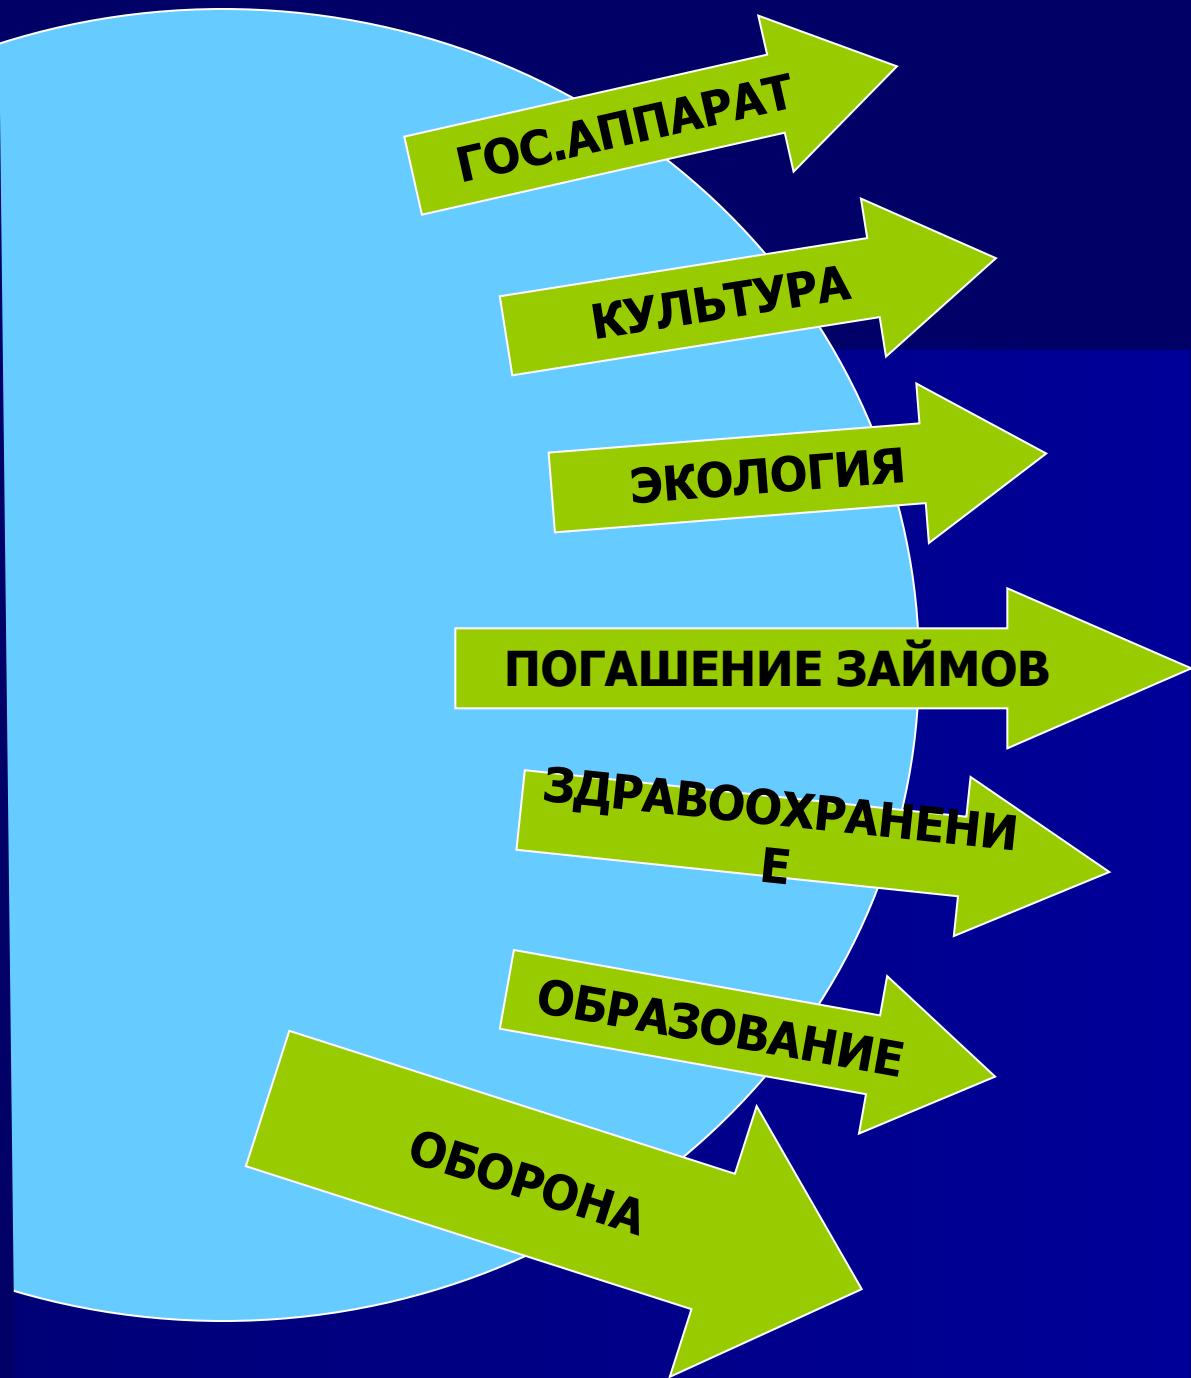 ГОС.АППАРАТ
КУЛЬТУРА
ЭКОЛОГИЯ
ПОГАШЕНИЕ ЗАЙМОВ
ЗДРАВООХРАНЕНИ
Е
ОБРАЗОВАНИЕ
ОБОРОНА